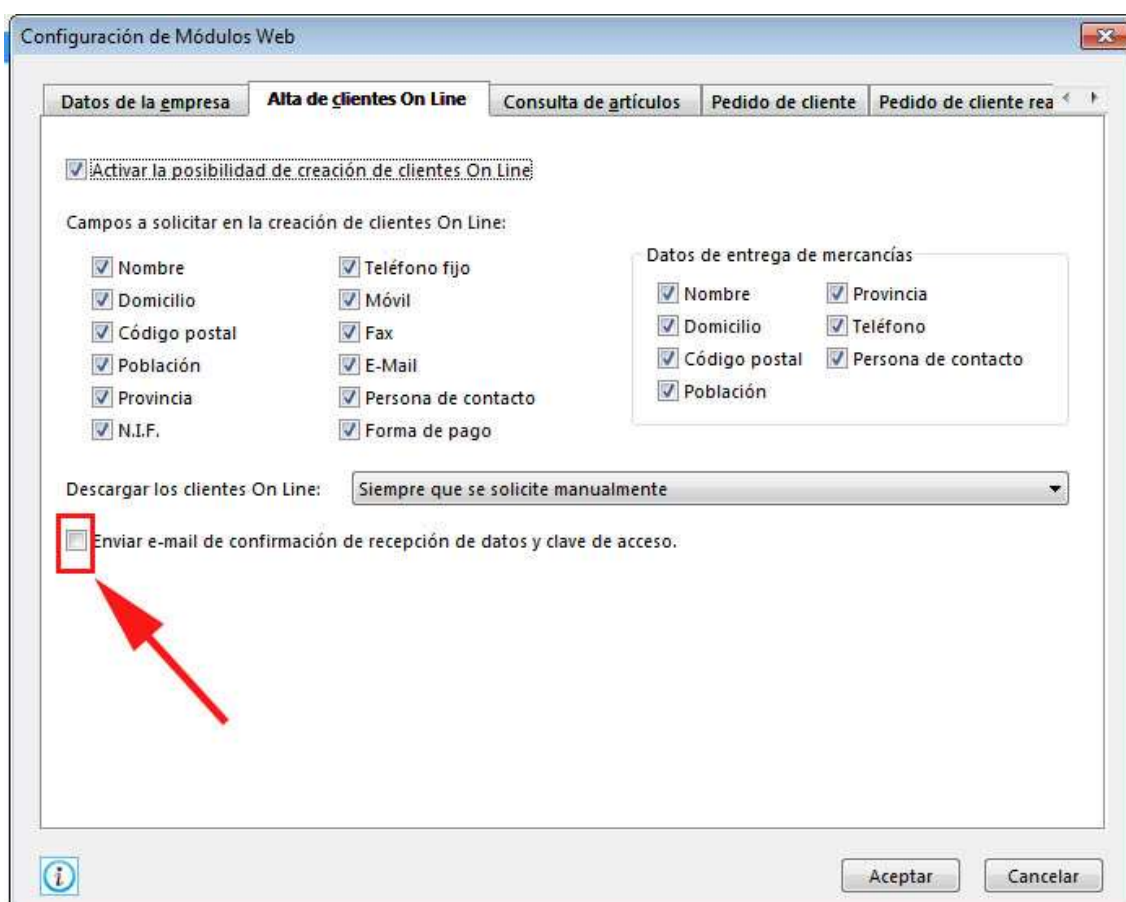 Configuración de Módulos Web
Datos de la empresa Alta de clientes On Line Consulta de artículos Pedido de cliente Pedido de cliente rea
Activar la posibilidad de creación de clientes On Line
Campos a solicitar en la creación de clientes On Line:
Nombre
Domicilio
Código postal
Población
Provincia
N.I.F.
Teléfono fijo
Móvil
Fax
E-Mail
Persona de contacto
Forma de pago
Datos de entrega de mercancías
Nombre
Domicilio
Código postal
Población
Provincia
Teléfono
Persona de contacto
Descargar los clientes On Line: Siempre que se solicite manualmente
Enviar e-mail de confirmación de recepción de datos y clave de acceso.
Aceptar Cancelar